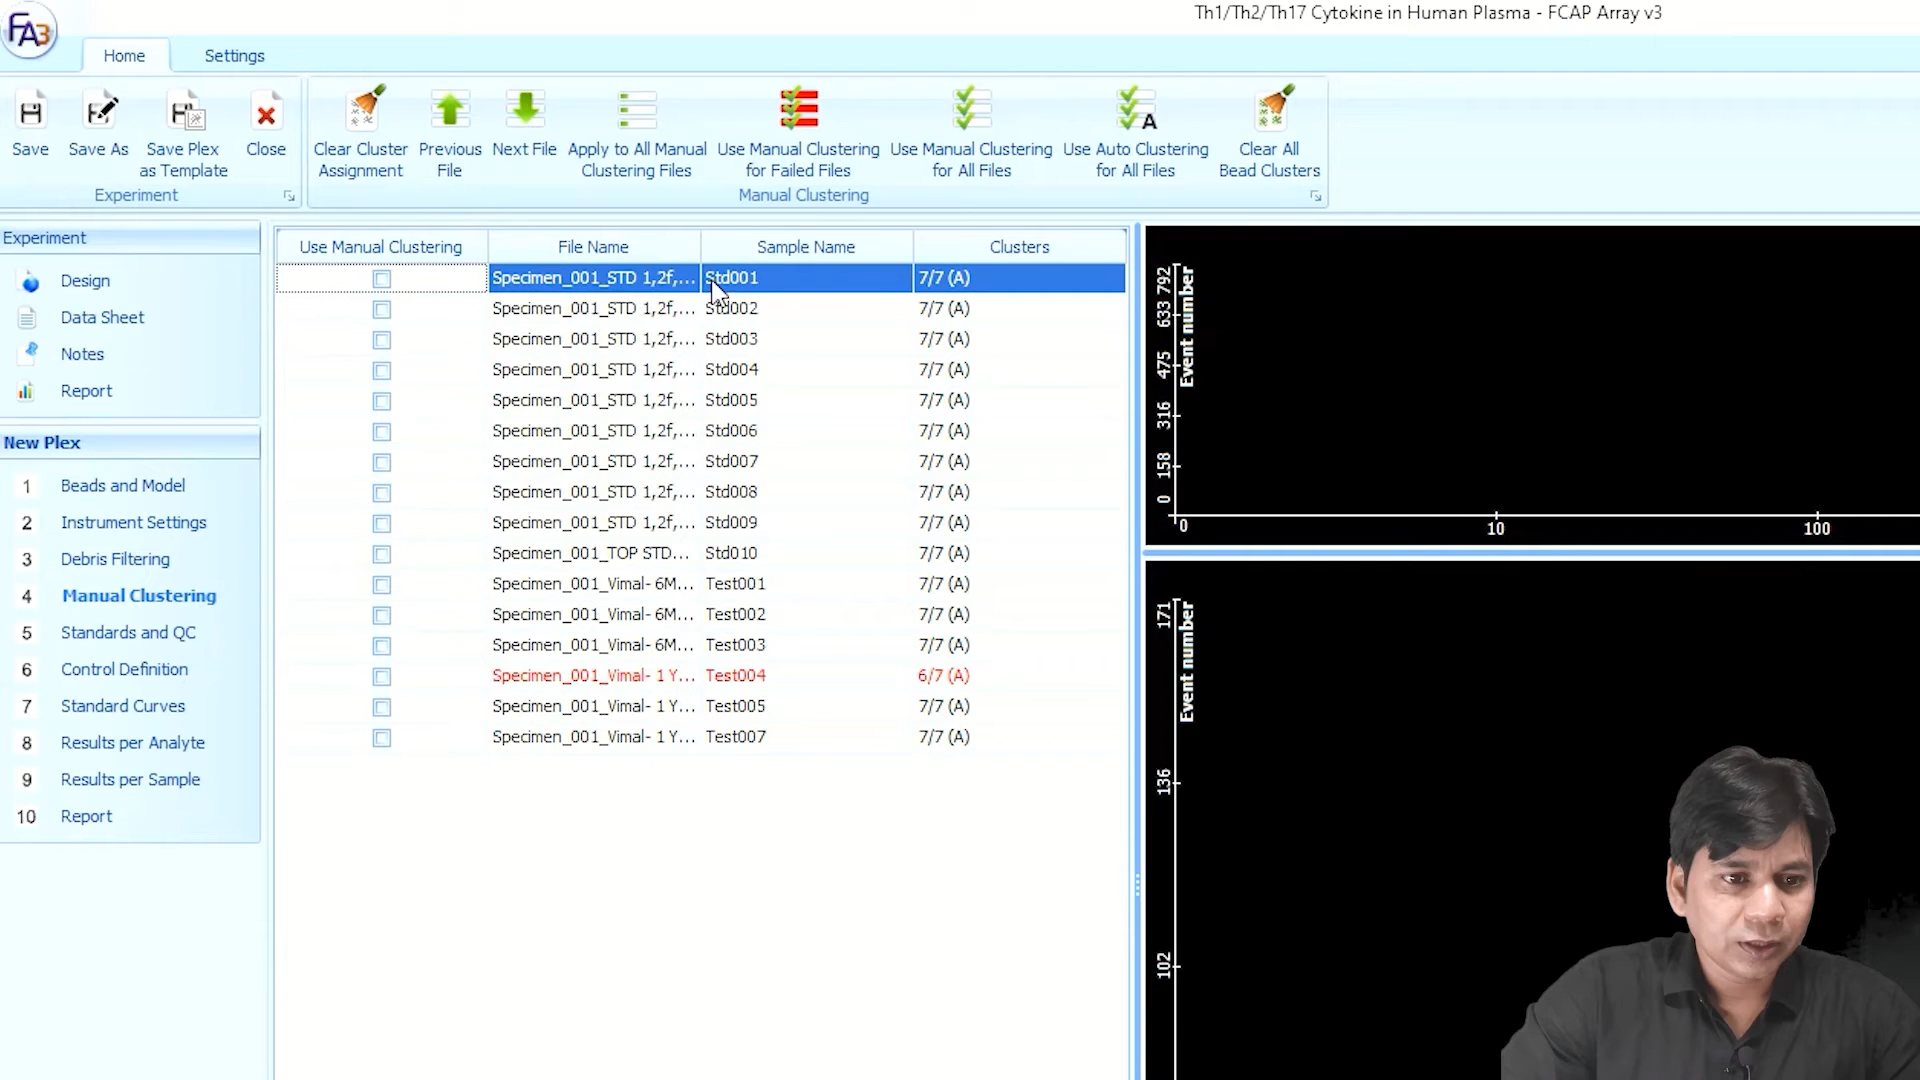 Th1/Th2/Th17 Cytokine in Human Plasma - FCAP Array v3
FA3
Home
Settings
Save
Save As
Save Plex
as Template
Close
Experiment
Clear Cluster
Assignment
Previous
File
Next File
Apply to All Manual
Clustering Files
Use Manual Clustering
for Failed Files
Use Manual Clustering
for All Files
Use Auto Clustering
for All Files
Clear All
Bead Clusters
Manual Clustering
Experiment
Design
Data Sheet
Notes
Report
New Plex
1 Beads and Model
2 Instrument Settings
3 Debris Filtering
4 Manual Clustering
5 Standards and QC
6 Control Definition
7 Standard Curves
8 Results per Analyte
9 Results per Sample
10 Report
Use Manual Clustering File Name Sample Name Clusters
Specimen_001_STD 1,2f,... Std001 7/7 (A)
Specimen_001_STD 1,2f,... Std002 7/7 (A)
Specimen_001_STD 1,2f,... Std003 7/7 (A)
Specimen_001_STD 1,2f,... Std004 7/7 (A)
Specimen_001_STD 1,2f,... Std005 7/7 (A)
Specimen_001_STD 1,2f,... Std006 7/7 (A)
Specimen_001_STD 1,2f,... Std007 7/7 (A)
Specimen_001_STD 1,2f,... Std008 7/7 (A)
Specimen_001_STD 1,2f,... Std009 7/7 (A)
Specimen_001_TOP STD... Std010 7/7 (A)
Specimen_001_Vimal- 6M... Test001 7/7 (A)
Specimen_001_Vimal- 6M... Test002 7/7 (A)
Specimen_001_Vimal- 6M... Test003 7/7 (A)
Specimen_001_Vimal- 1 Y... Test004 6/7 (A)
Specimen_001_Vimal- 1 Y... Test005 7/7 (A)
Specimen_001_Vimal- 1 Y... Test007 7/7 (A)
Event number
792
633
475
316
158
0
0 10 100
Event number
171
136
102